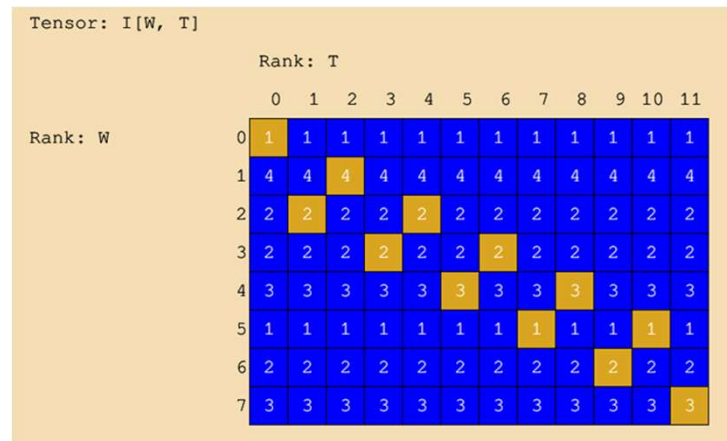 Tensor: I[W, T]
Rank: T
0 1 2 3 4 5 6 7 8 9 10 11
Rank: W 0 1 1 1 1 1 1 1 1 1 1 1 1
1 4 4 4 4 4 4 4 4 4 4 4 4
2 2 2 2 2 2 2 2 2 2 2 2 2
3 2 2 2 2 2 2 2 2 2 2 2 2
4 3 3 3 3 3 3 3 3 3 3 3 3
5 1 1 1 1 1 1 1 1 1 1 1 1
6 2 2 2 2 2 2 2 2 2 2 2 2
7 3 3 3 3 3 3 3 3 3 3 3 3